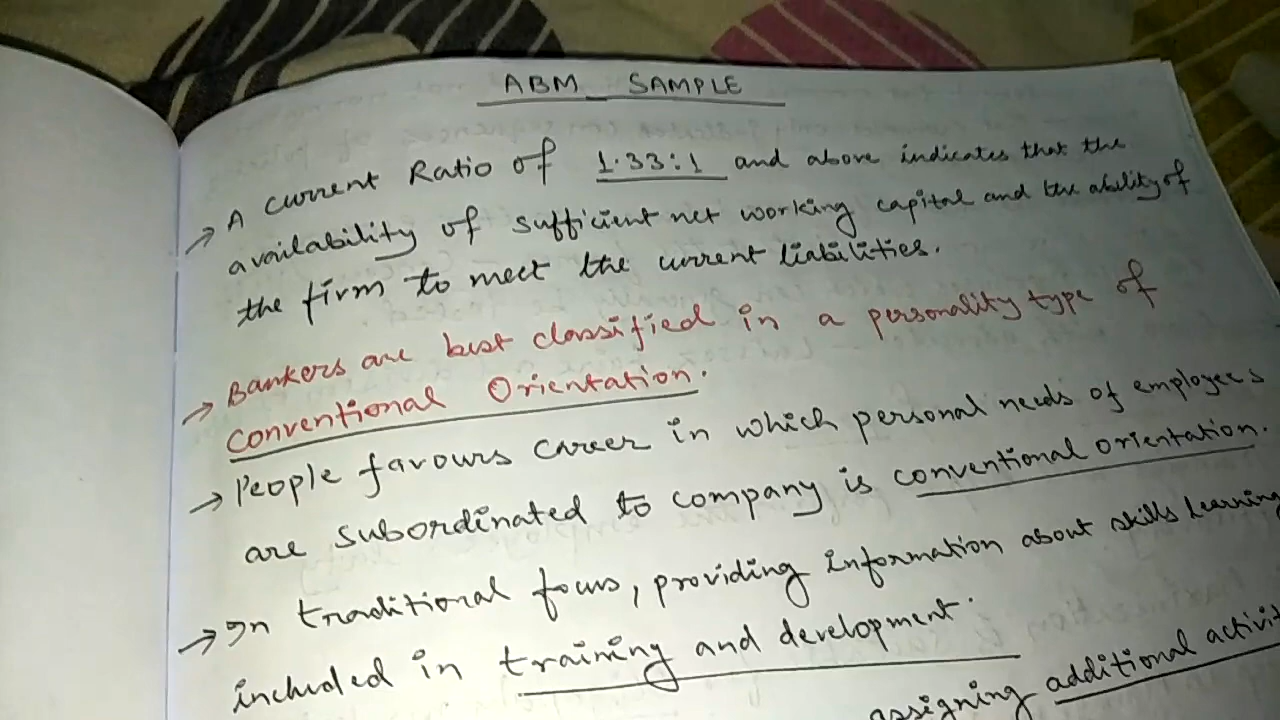 ABM SAMPLE
→ A current Ratio of 1.33:1 and above indicates that the
availability of sufficient net working capital and the ability of
the firm to meet the current liabilities.
→ Bankers are best classified in a personality type of
Conventional Orientation.
→ People favours career in which personal needs of employees
are subordinated to company is conventional orientation.
→ In traditional focus, providing information about skills learning
included in training and development.
assigning additional activit